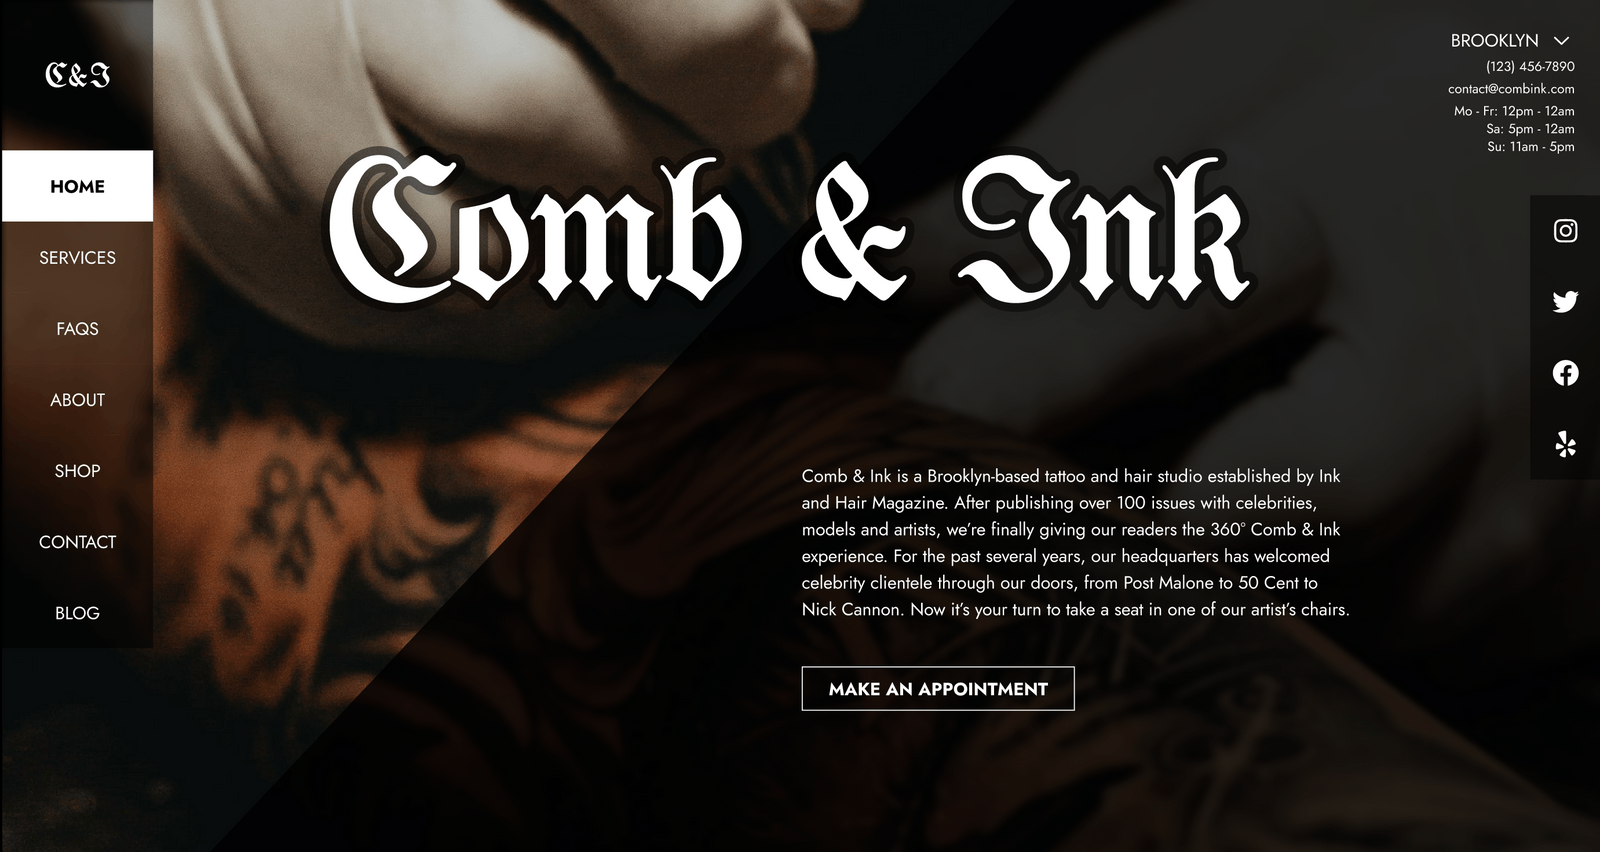 C&I
HOME
SERVICES
FAQS
ABOUT
SHOP
CONTACT
BLOG
Comb & Ink
BROOKLYN
(123) 456-7890
contact@combink.com
Mo - Fr: 12pm - 12am
Sa: 5pm - 12am
Su: 11am - 5pm
Comb & Ink is a Brooklyn-based tattoo and hair studio established by Ink
and Hair Magazine. After publishing over 100 issues with celebrities,
models and artists, we’re finally giving our readers the 360° Comb & Ink
experience. For the past several years, our headquarters has welcomed
celebrity clientele through our doors, from Post Malone to 50 Cent to
Nick Cannon. Now it’s your turn to take a seat in one of our artist’s chairs.
MAKE AN APPOINTMENT